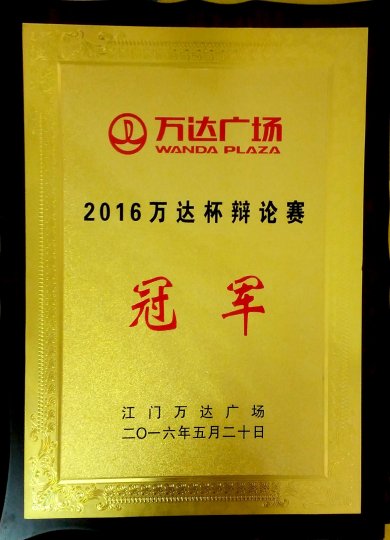 万达广场
WANDA PLAZA
2016万达杯辩论赛
冠军
江门万达广场
二〇一六年五月二十日